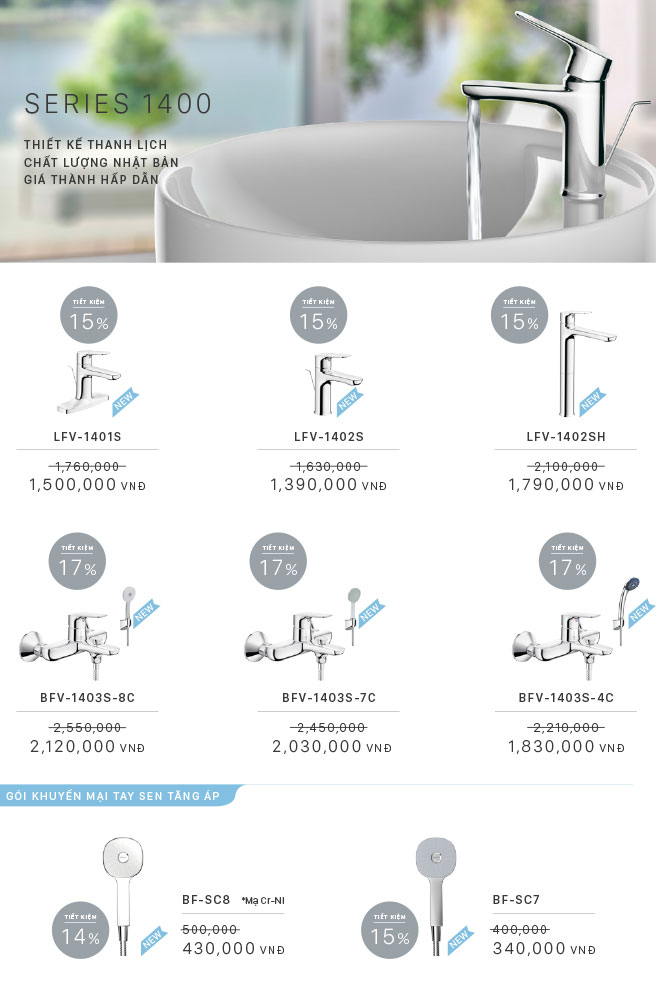 SERIES 1400
THIẾT KẾ THANH LỊCH
CHẤT LƯỢNG NHẬT BẢN
GIÁ THÀNH HẤP DẪN
TIẾT KIỆM
15%
NEW
LFV-1401S
1,760,000
1,500,000 VNĐ
TIẾT KIỆM
15%
NEW
LFV-1402S
1,630,000
1,390,000 VNĐ
TIẾT KIỆM
15%
NEW
LFV-1402SH
2,100,000
1,790,000 VNĐ
TIẾT KIỆM
17%
NEW
BFV-1403S-8C
2,550,000
2,120,000 VNĐ
TIẾT KIỆM
17%
NEW
BFV-1403S-7C
2,450,000
2,030,000 VNĐ
TIẾT KIỆM
17%
NEW
BFV-1403S-4C
2,210,000
1,830,000 VNĐ
GÓI KHUYẾN MẠI TAY SEN TĂNG ÁP
TIẾT KIỆM
14%
NEW
BF-SC8 *Mạ Cr-Ni
500,000
430,000 VNĐ
TIẾT KIỆM
15%
NEW
BF-SC7
400,000
340,000 VNĐ